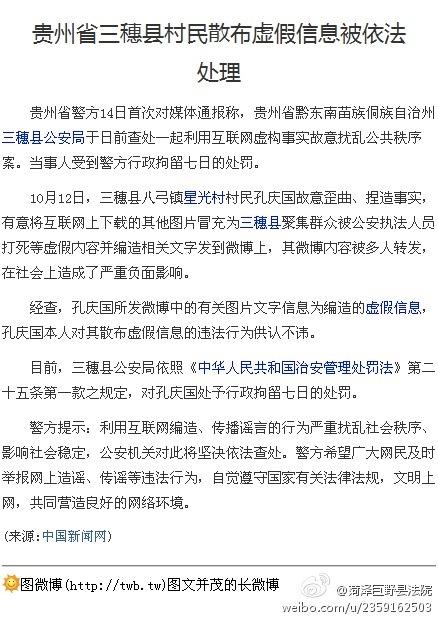 贵州省三穗县村民散布虚假信息被依法
处理
贵州省警方14日首次对媒体通报称，贵州省黔东南苗族侗族自治州
三穗县公安局于日前查处一起利用互联网虚构事实故意扰乱公共秩序
案。当事人受到警方行政拘留七日的处罚。
10月12日，三穗县八弓镇星光村村民孔庆国故意歪曲、捏造事实，
有意将互联网上下载的其他图片冒充为三穗县聚集群众被公安执法人员
打死等虚假内容并编造相关文字发到微博上，其微博内容被多人转发，
在社会上造成了严重负面影响。
经查，孔庆国所发微博中的有关图片文字信息为编造的虚假信息，
孔庆国本人对其散布虚假信息的违法行为供认不讳。
目前，三穗县公安局依照《中华人民共和国治安管理处罚法》第二
十五条第一款之规定，对孔庆国处予行政拘留七日的处罚。
警方提示：利用互联网编造、传播谣言的行为严重扰乱社会秩序、
影响社会稳定，公安机关对此将坚决依法查处。警方希望广大网民及时
举报网上造谣、传谣等违法行为，自觉遵守国家有关法律法规，文明上
网，共同营造良好的网络环境。
(来源:中国新闻网)
图微博(http://twb.tw)图文并茂的长微博
@菏泽巨野县法院
weibo.com/u/2359162503